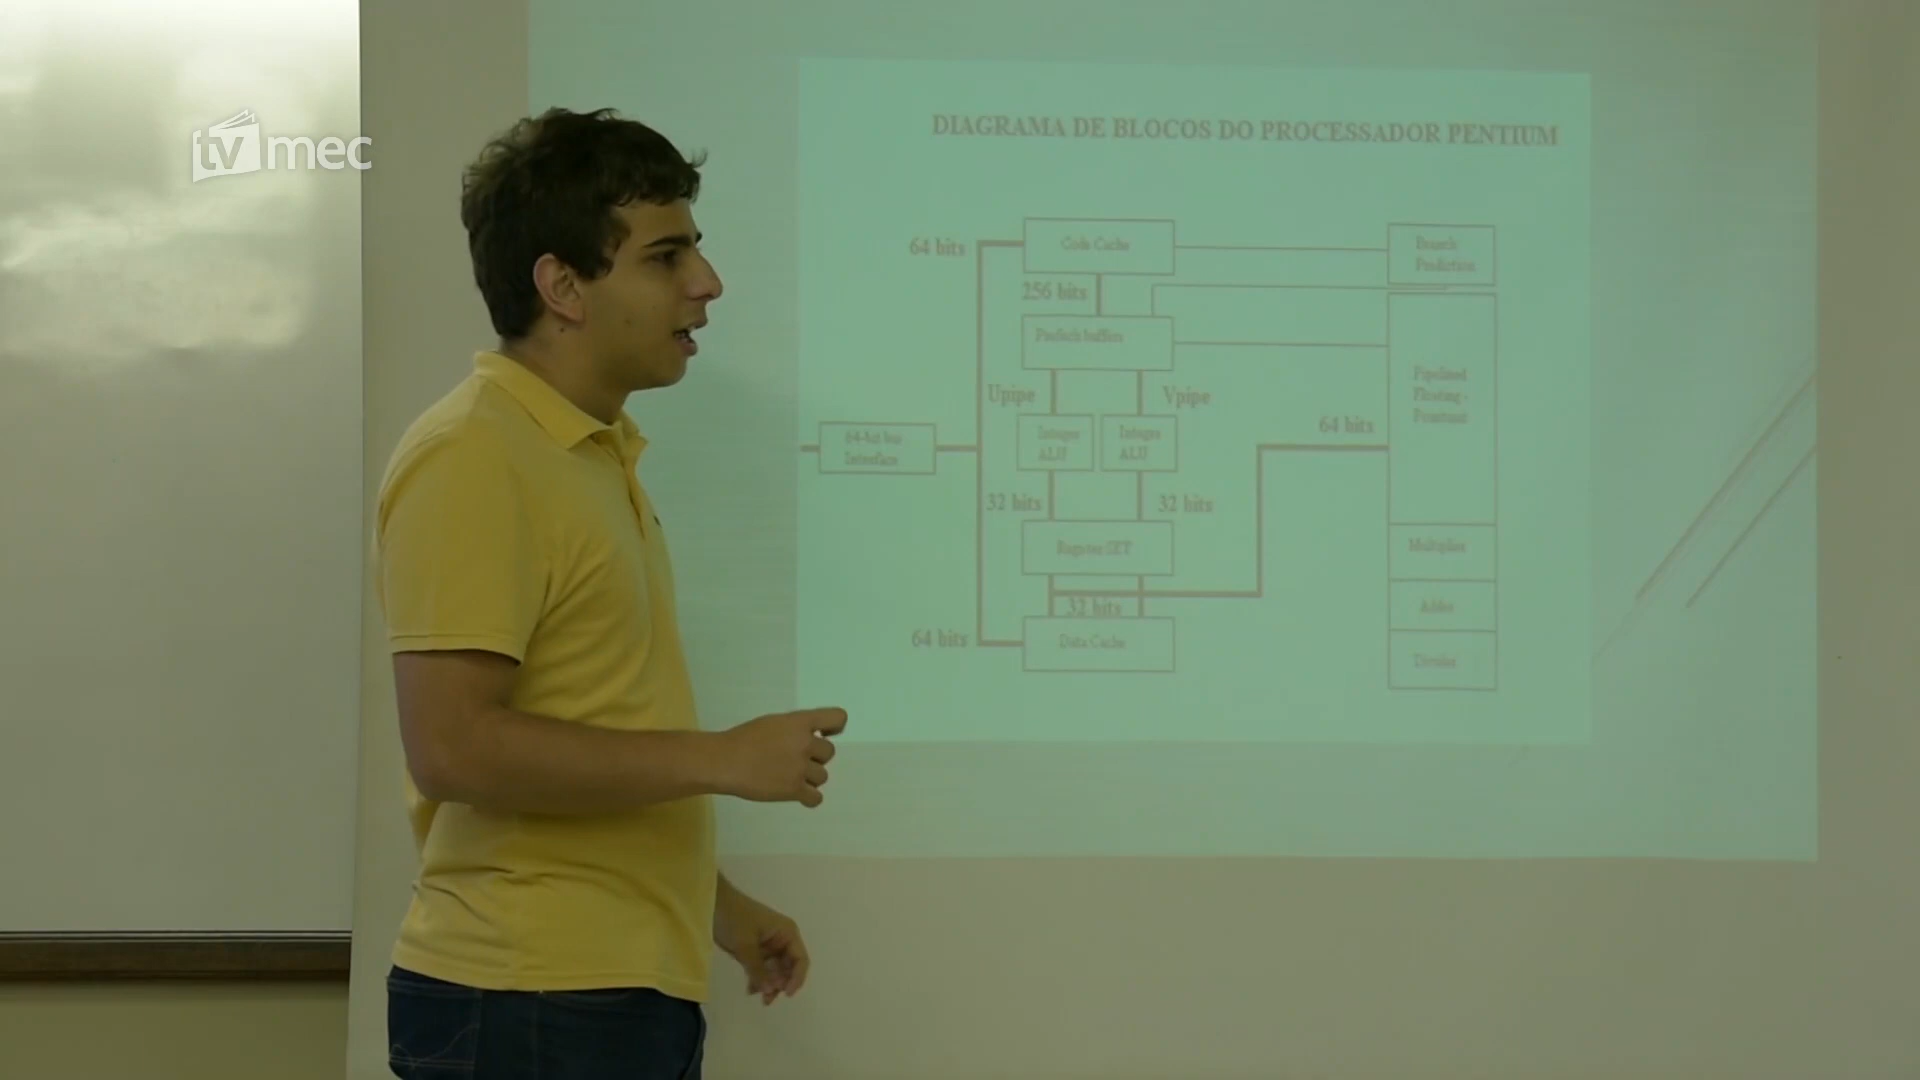 tv mec
DIAGRAMA DE BLOCOS DO PROCESSADOR PENTIUM
64 bits
Code Cache
Branch
Prediction
256 bits
Prefech buffers
Upipe
Vpipe
Pipelined
Floating -
64 bits
64-bit bus
Interface
Integer
ALU
Integer
ALU
32 bits
32 bits
Register SET
Multiplier
32 bits
Adder
64 bits
Data Cache
Divider